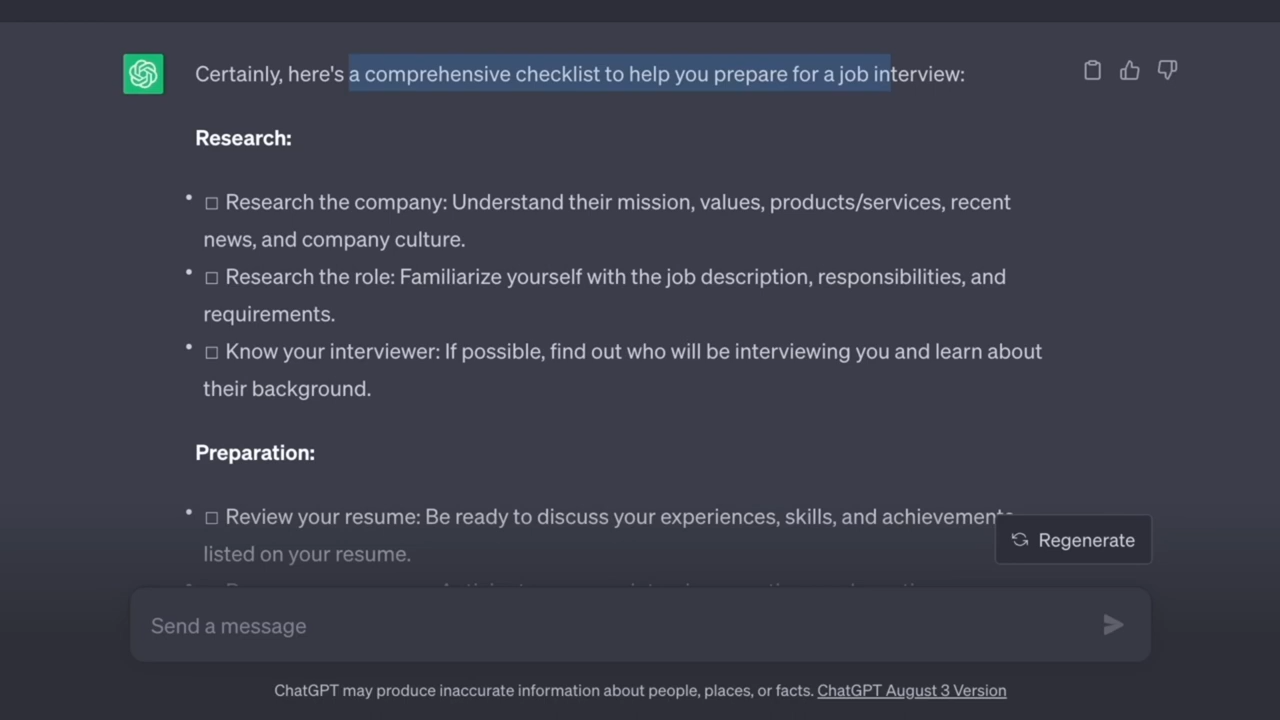 Certainly, here's a comprehensive checklist to help you prepare for a job interview:
Research:
• □ Research the company: Understand their mission, values, products/services, recent
news, and company culture.
• □ Research the role: Familiarize yourself with the job description, responsibilities, and
requirements.
• □ Know your interviewer: If possible, find out who will be interviewing you and learn about
their background.
Preparation:
• □ Review your resume: Be ready to discuss your experiences, skills, and achievements
listed on your resume.
Regenerate
Send a message
ChatGPT may produce inaccurate information about people, places, or facts. ChatGPT August 3 Version